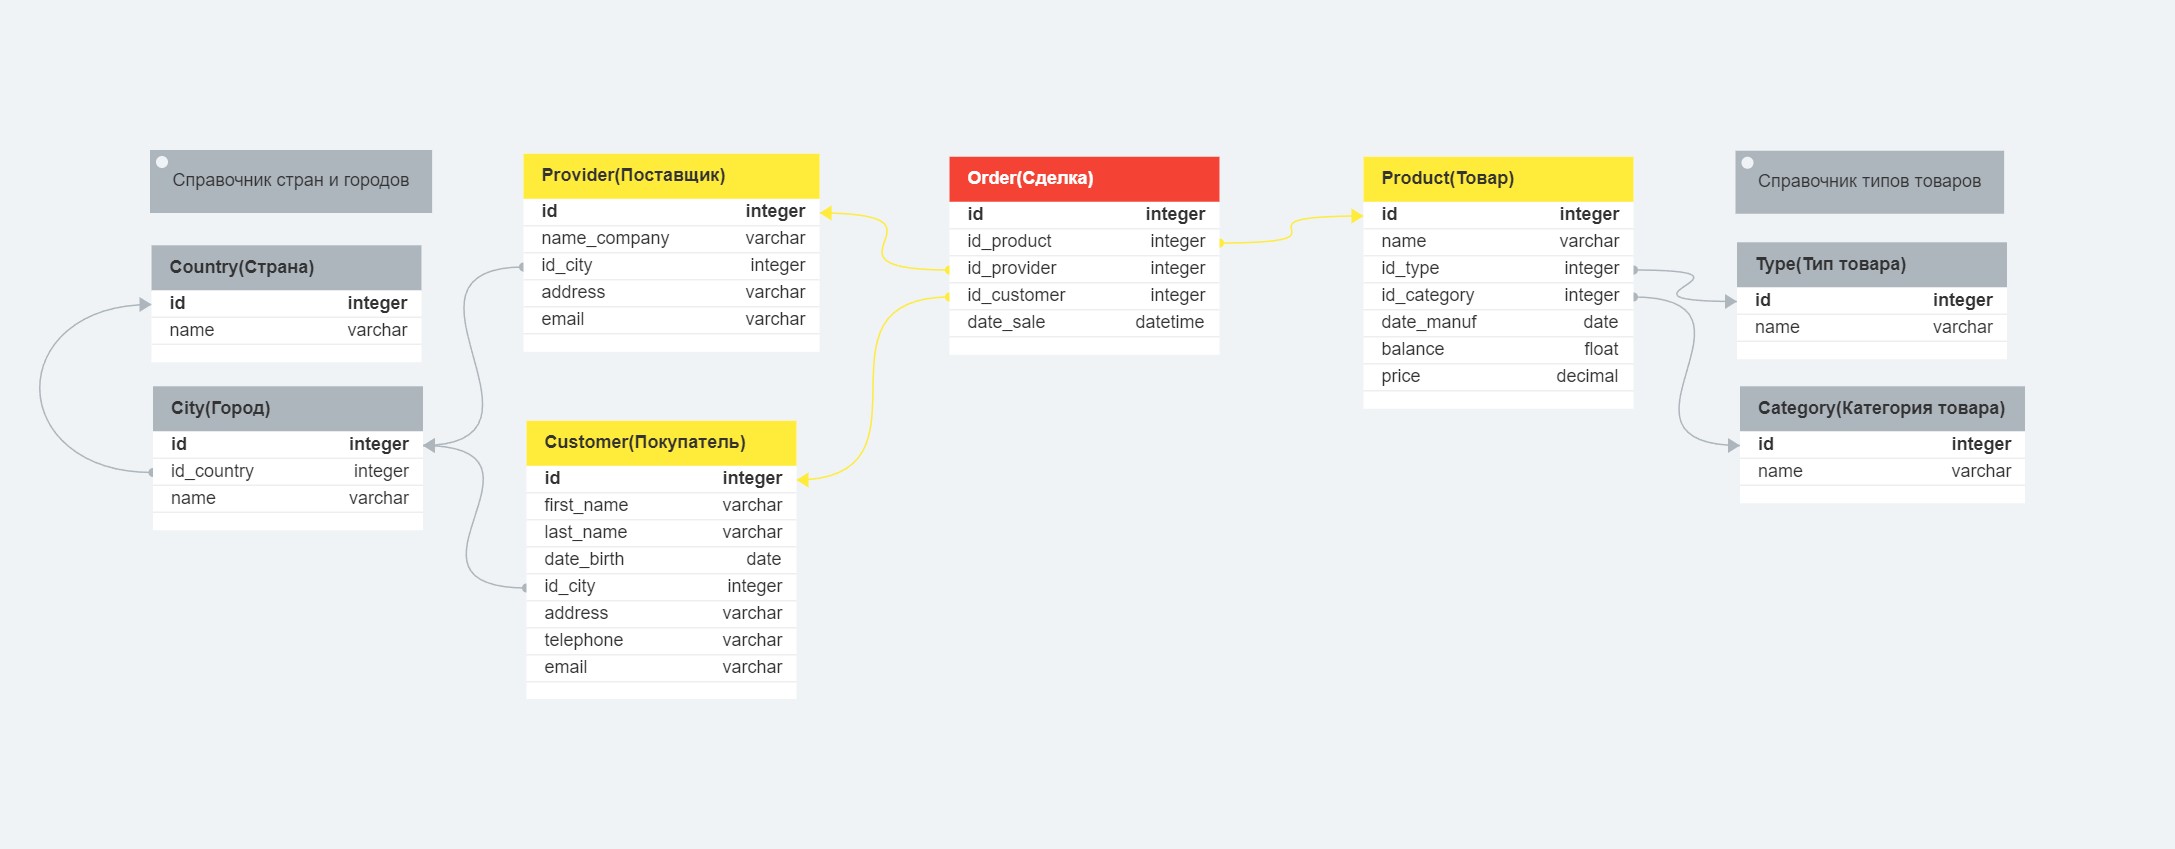 Справочник стран и городов
Country(Страна)
id integer
name varchar
City(Город)
id integer
id_country integer
name varchar
Provider(Поставщик)
id integer
name_company varchar
id_city integer
address varchar
email varchar
Customer(Покупатель)
id integer
first_name varchar
last_name varchar
date_birth date
id_city integer
address varchar
telephone varchar
email varchar
Order(Сделка)
id integer
id_product integer
id_provider integer
id_customer integer
date_sale datetime
Product(Товар)
id integer
name varchar
id_type integer
id_category integer
date_manuf date
balance float
price decimal
Справочник типов товаров
Type(Тип товара)
id integer
name varchar
Category(Категория товара)
id integer
name varchar